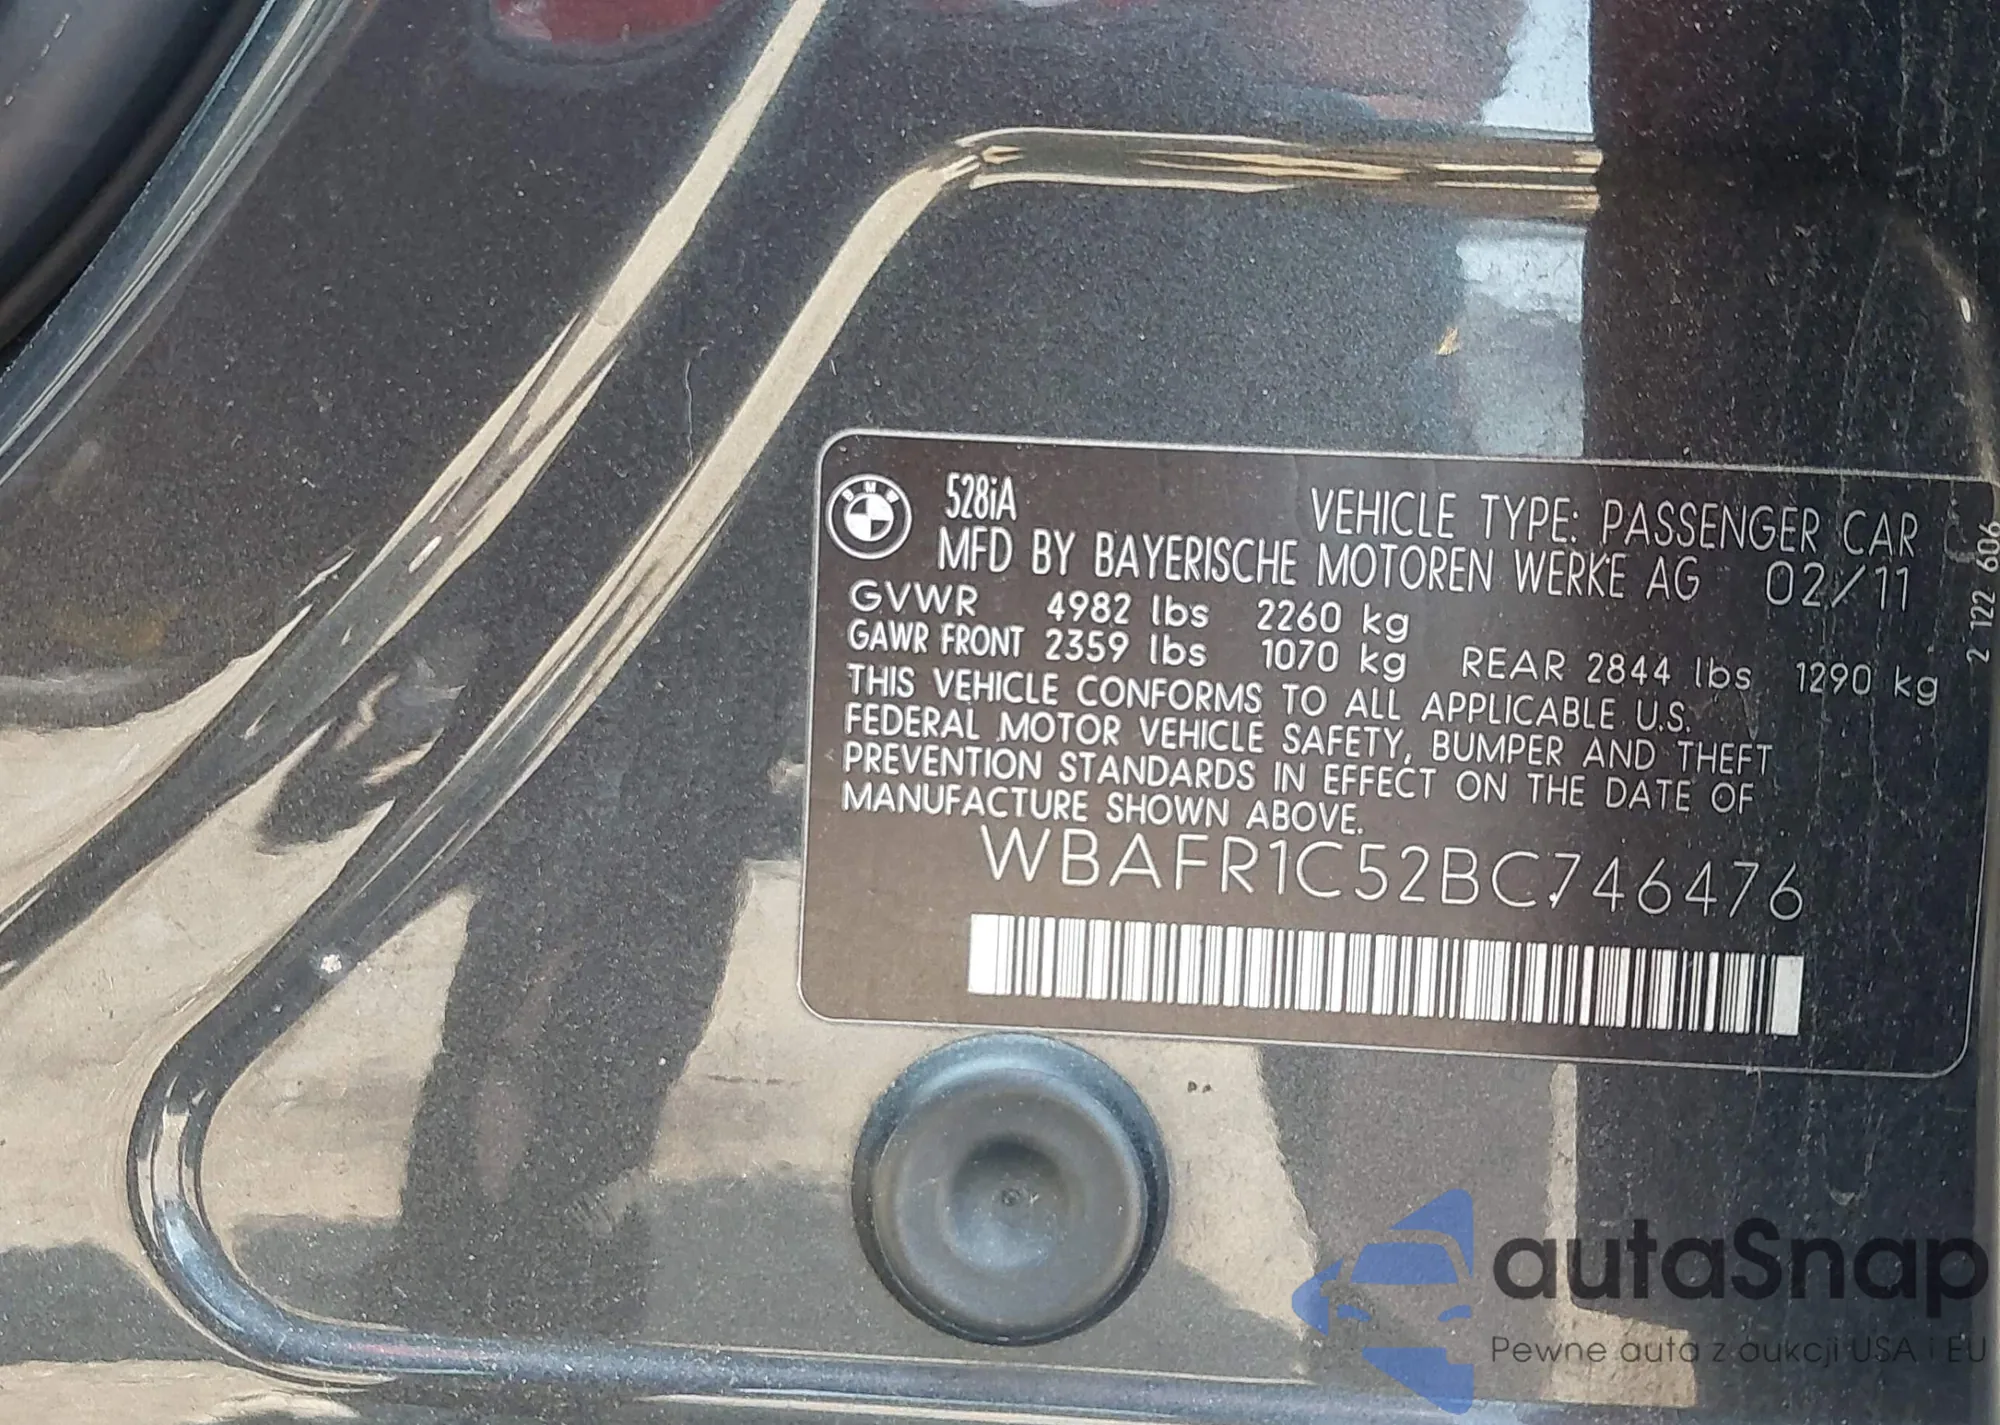 BMW
528iA
VEHICLE TYPE: PASSENGER CAR
MFD BY BAYERISCHE MOTOREN WERKE AG 02/11
GVWR 4982 lbs 2260 kg
GAWR FRONT 2359 lbs 1070 kg REAR 2844 lbs 1290 kg
THIS VEHICLE CONFORMS TO ALL APPLICABLE U.S.
FEDERAL MOTOR VEHICLE SAFETY, BUMPER AND THEFT
PREVENTION STANDARDS IN EFFECT ON THE DATE OF
MANUFACTURE SHOWN ABOVE.
WBAFR1C52BC746476
2 122 606
autaSnap
Pewne auta z aukcji USA i EU